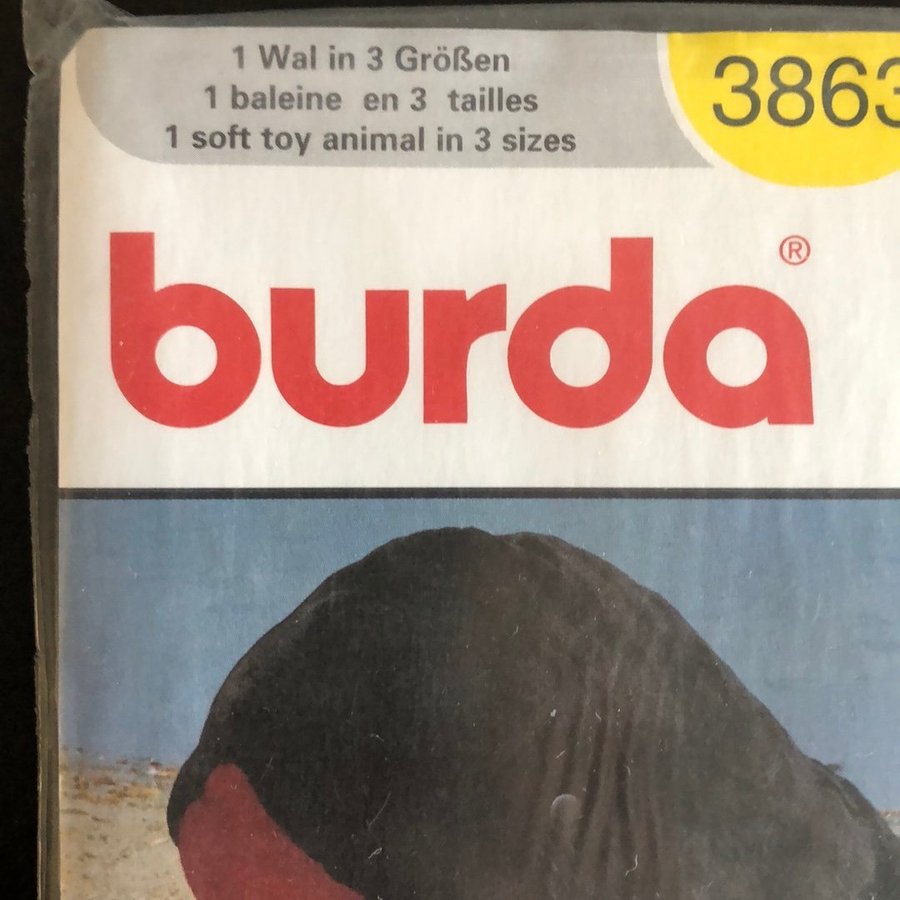 1 Wal in 3 Größen
1 baleine en 3 tailles
1 soft toy animal in 3 sizes
3863
burda®